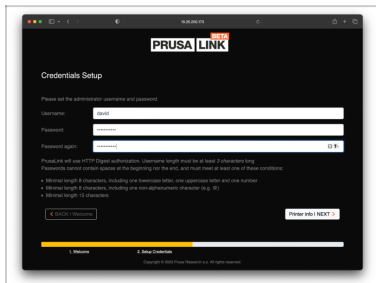 10.25.202.174
PRUSA LINK
BETA
Credentials Setup
Please set the administrator username and password.
Username:
david
Password:
Password again:
PrusaLink will use HTTP Digest authorization. Username length must be at least 3 characters long
Passwords cannot contain spaces at the beginning nor the end, and must meet at least one of these conditions:
Minimal length 8 characters, including one lowercase letter, one uppercase letter and one number
Minimal length 8 characters, including one non-alphanumeric character (e.g. @)
Minimal length 15 characters
< BACK | Welcome
Printer info | NEXT >
1. Welcome
2. Setup Credentials
Copyright © 2022 Prusa Research a.s. All rights reserved.